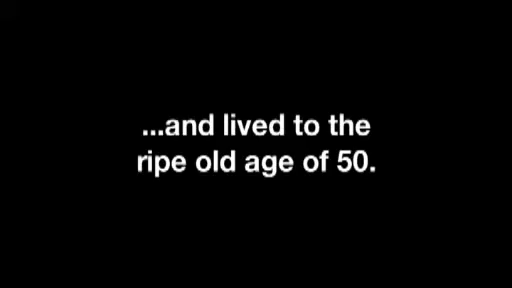 ...and lived to the
ripe old age of 50.